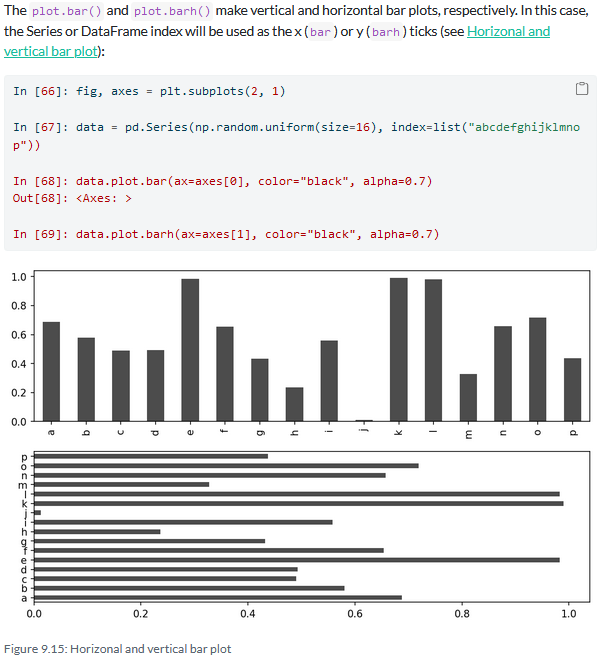 The plot.bar() and plot.barh() make vertical and horizontal bar plots, respectively. In this case,
the Series or DataFrame index will be used as the x (bar) or y (barh) ticks (see Horizonal and
vertical bar plot):
In [66]: fig, axes = plt.subplots(2, 1)
In [67]: data = pd.Series(np.random.uniform(size=16), index=list("abcdefghijklmno
p"))
In [68]: data.plot.bar(ax=axes[0], color="black", alpha=0.7)
Out[68]: <Axes: >
In [69]: data.plot.barh(ax=axes[1], color="black", alpha=0.7)
1.0
0.8
0.6
0.4
0.2
0.0
a b c d e f g h i j k l m n o p
p
o
n
m
l
k
j
i
h
g
f
e
d
c
b
a
0.0 0.2 0.4 0.6 0.8 1.0
Figure 9.15: Horizonal and vertical bar plot